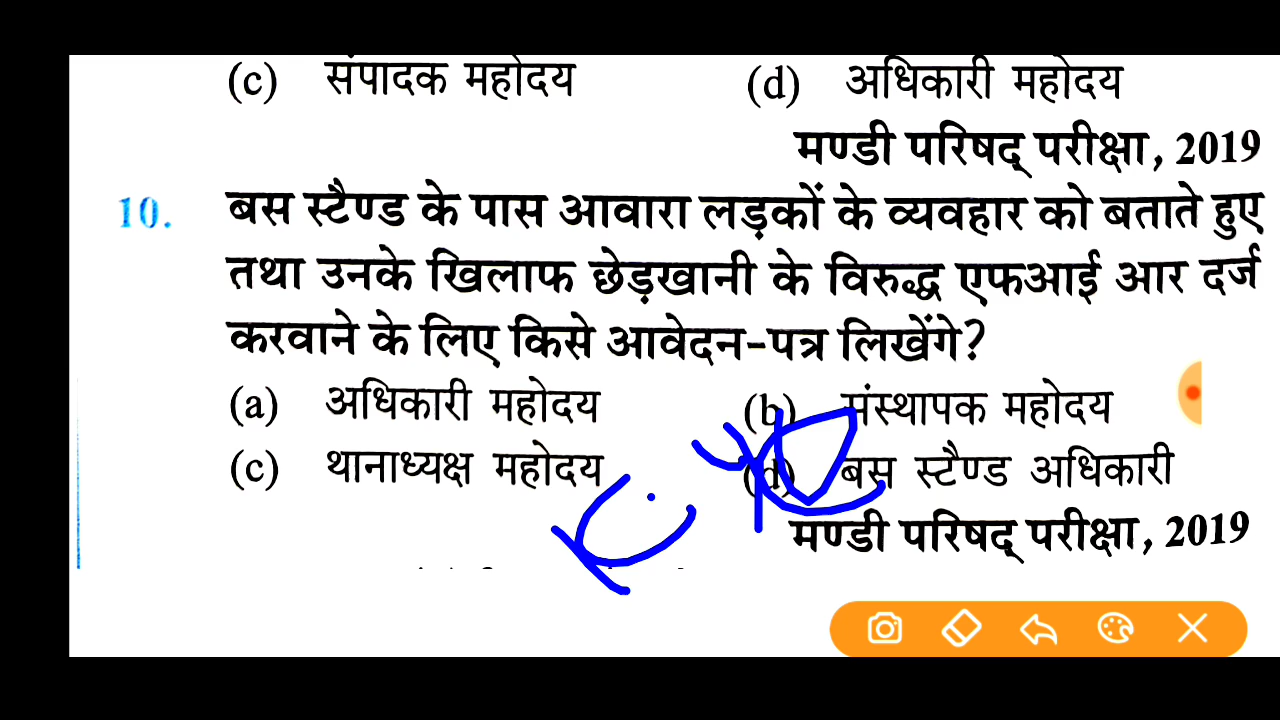 (c) संपादक महोदय (d) अधिकारी महोदय
मण्डी परिषद् परीक्षा, 2019
10. बस स्टैण्ड के पास आवारा लड़कों के व्यवहार को बताते हुए
तथा उनके खिलाफ छेड़खानी के विरुद्ध एफआई आर दर्ज
करवाने के लिए किसे आवेदन-पत्र लिखेंगे?
(a) अधिकारी महोदय (b) संस्थापक महोदय
(c) थानाध्यक्ष महोदय (d) बस स्टैण्ड अधिकारी
मण्डी परिषद् परीक्षा, 2019